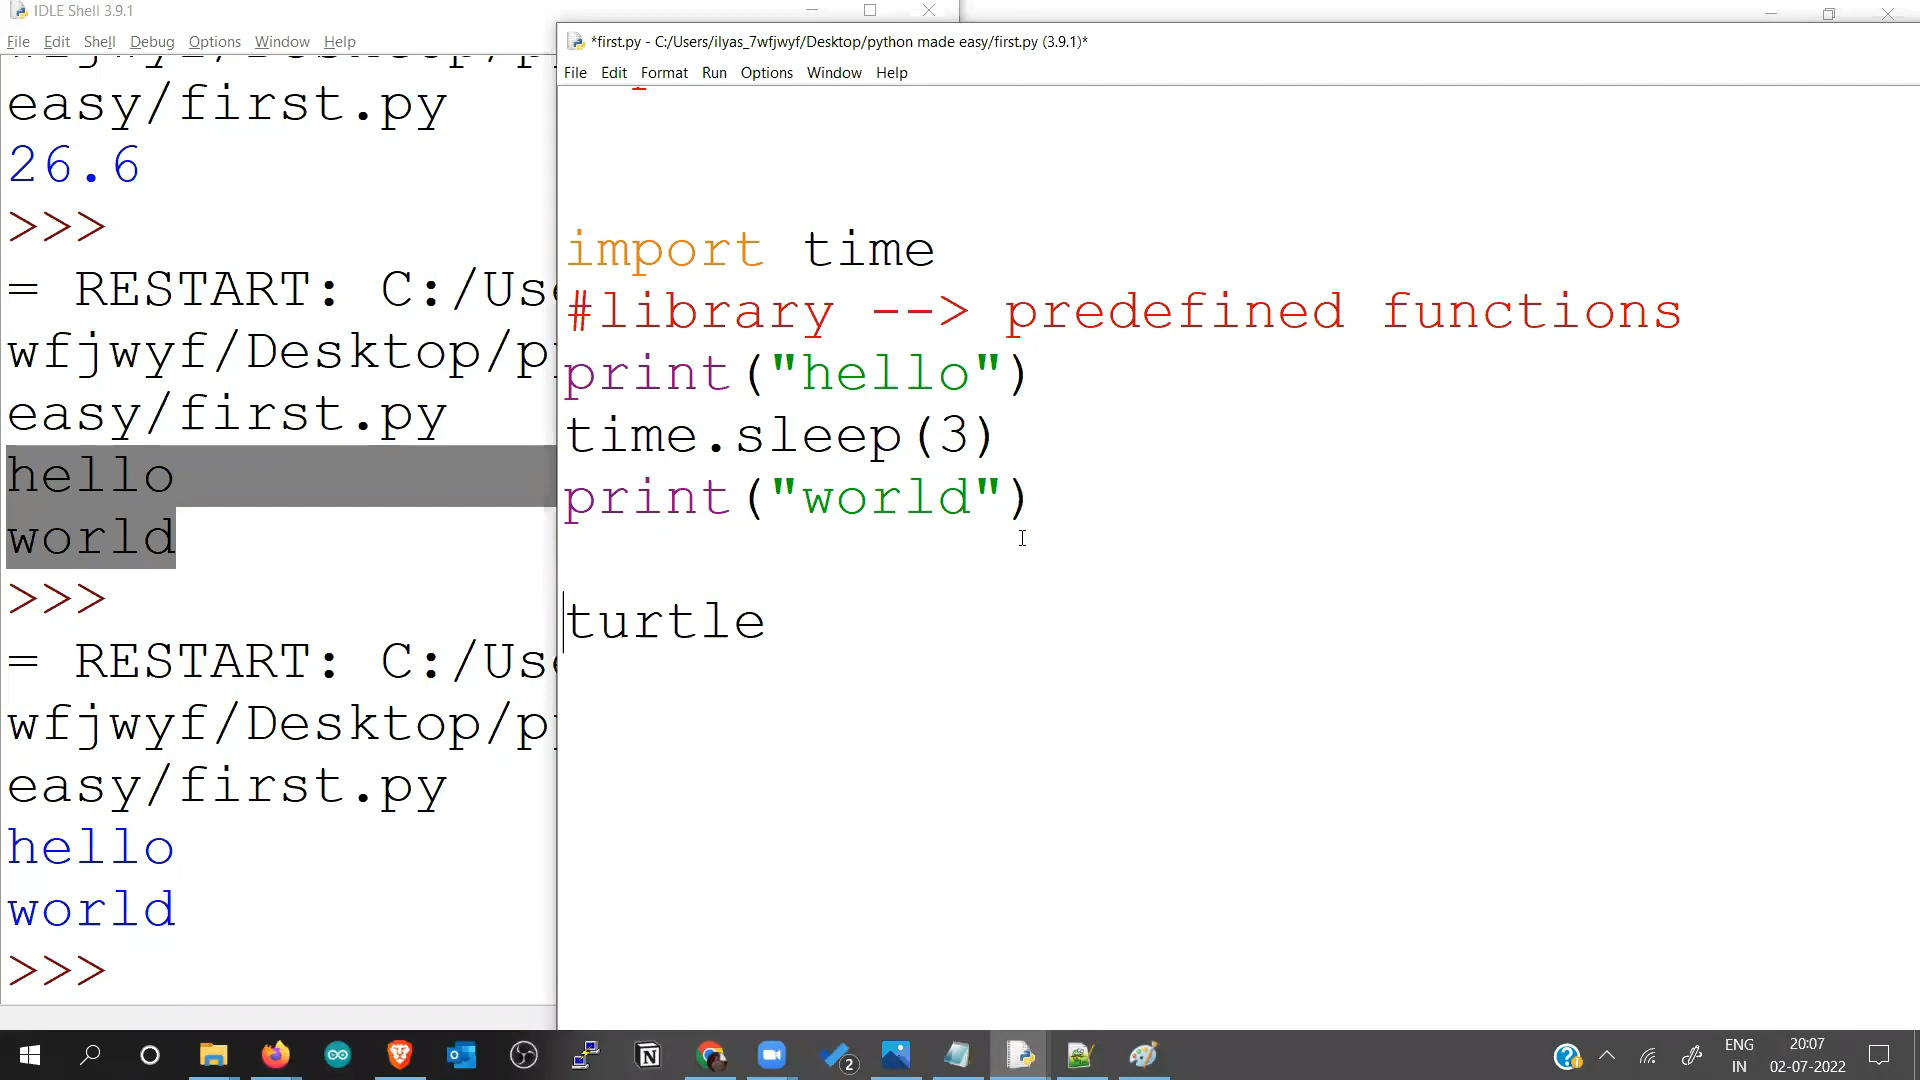 IDLE Shell 3.9.1
File Edit Shell Debug Options Window Help
easy/first.py
26.6
>>>
= RESTART: C:/Us
wfjwyf/Desktop/p
easy/first.py
hello
world
>>>
= RESTART: C:/Us
wfjwyf/Desktop/p
easy/first.py
hello
world
>>>
*first.py - C:/Users/ilyas_7wfjwyf/Desktop/python made easy/first.py (3.9.1)*
File Edit Format Run Options Window Help
import time
#library --> predefined functions
print("hello")
time.sleep(3)
print("world")
turtle
2
ENG
IN
20:07
02-07-2022